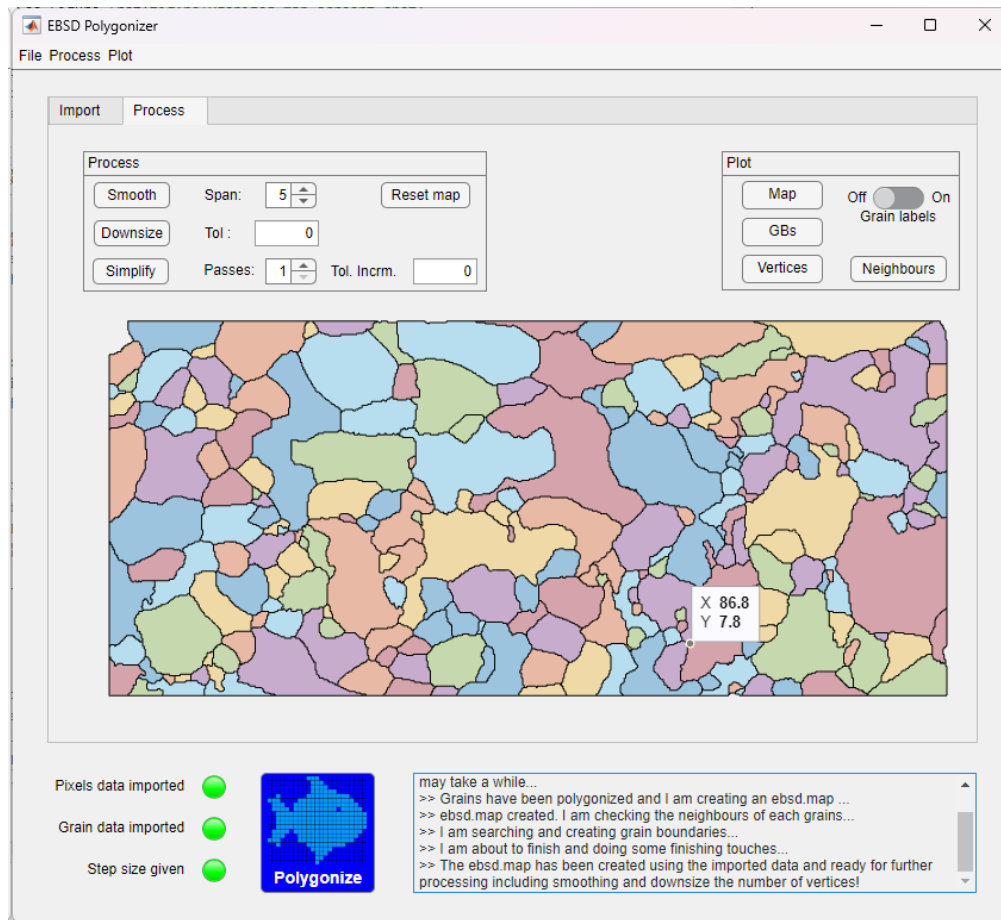 EBSD Polygonizer
File Process Plot
Import Process
Process
Smooth Span: 5 Reset map
Downsize Tol : 0
Simplify Passes: 1 Tol. Incrm. 0
Plot
Map Off On
Grain labels
GBs
Vertices Neighbours
X 86.8
Y 7.8
Pixels data imported
Grain data imported
Step size given
Polygonize
may take a while...
>> Grains have been polygonized and I am creating an ebsd.map ...
>> ebsd.map created. I am checking the neighbours of each grains...
>> I am searching and creating grain boundaries...
>> I am about to finish and doing some finishing touches...
>> The ebsd.map has been created using the imported data and ready for further
processing including smoothing and downsize the number of vertices!